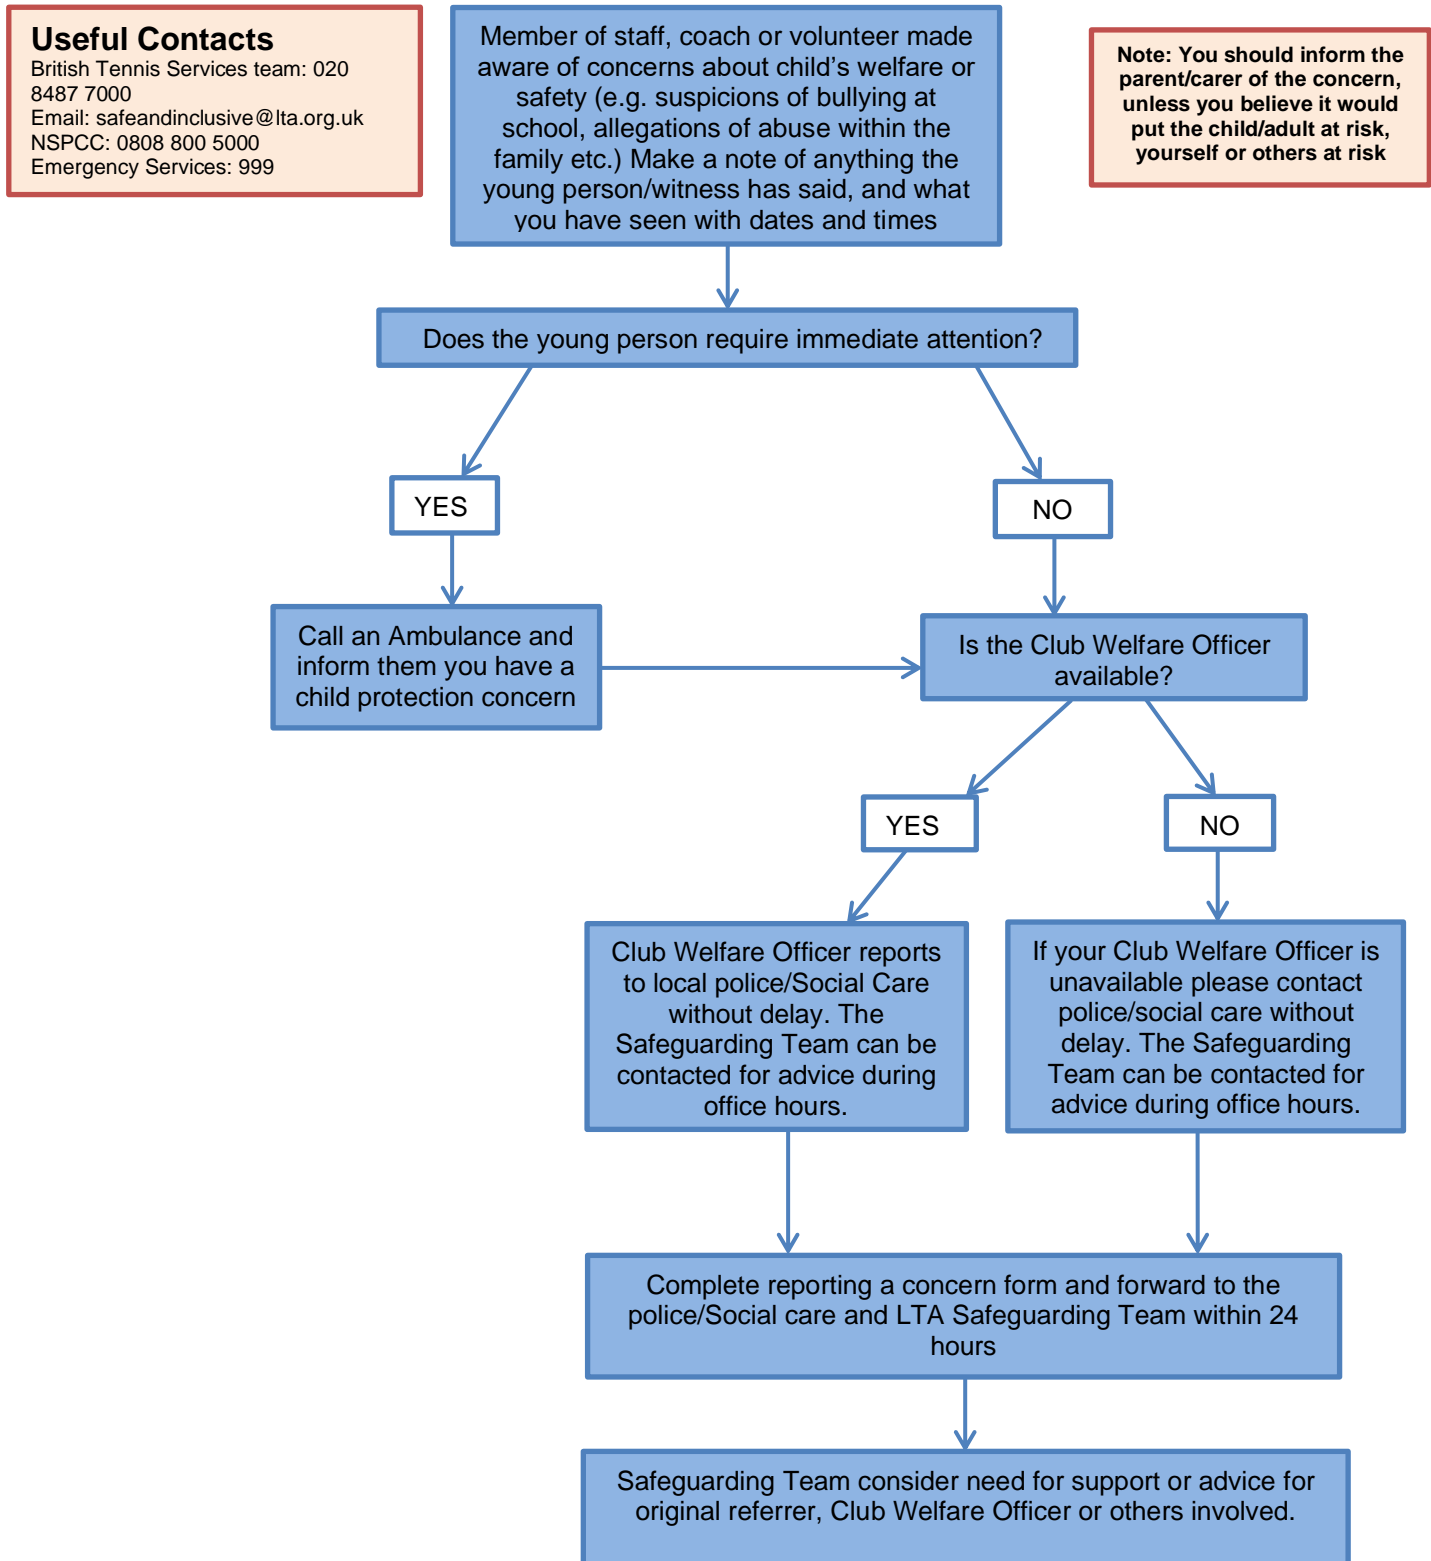 Useful Contacts
British Tennis Services team: 020
8487 7000
Email: safeandinclusive@lta.org.uk
NSPCC: 0808 800 5000
Emergency Services: 999
Member of staff, coach or volunteer made
aware of concerns about child’s welfare or
safety (e.g. suspicions of bullying at
school, allegations of abuse within the
family etc.) Make a note of anything the
young person/witness has said, and what
you have seen with dates and times
Note: You should inform the
parent/carer of the concern,
unless you believe it would
put the child/adult at risk,
yourself or others at risk
Does the young person require immediate attention?
YES
NO
Call an Ambulance and
inform them you have a
child protection concern
Is the Club Welfare Officer
available?
YES
NO
Club Welfare Officer reports
to local police/Social Care
without delay. The
Safeguarding Team can be
contacted for advice during
office hours.
If your Club Welfare Officer is
unavailable please contact
police/social care without
delay. The Safeguarding
Team can be contacted for
advice during office hours.
Complete reporting a concern form and forward to the
police/Social care and LTA Safeguarding Team within 24
hours
Safeguarding Team consider need for support or advice for
original referrer, Club Welfare Officer or others involved.